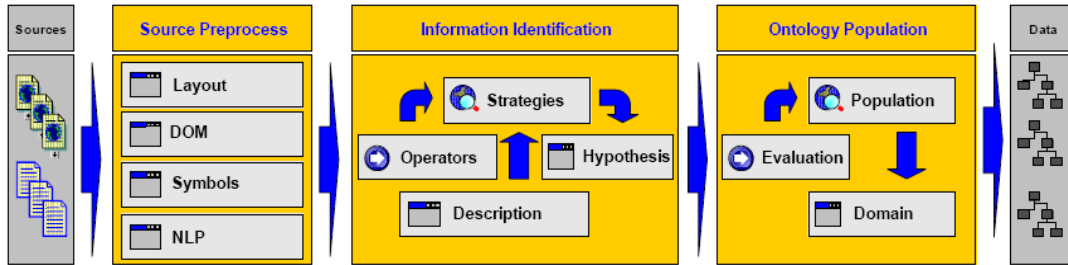 Sources
Source Preprocess
Information Identification
Ontology Population
Data
Layout
DOM
Symbols
NLP
Strategies
Operators
Hypothesis
Description
Population
Evaluation
Domain